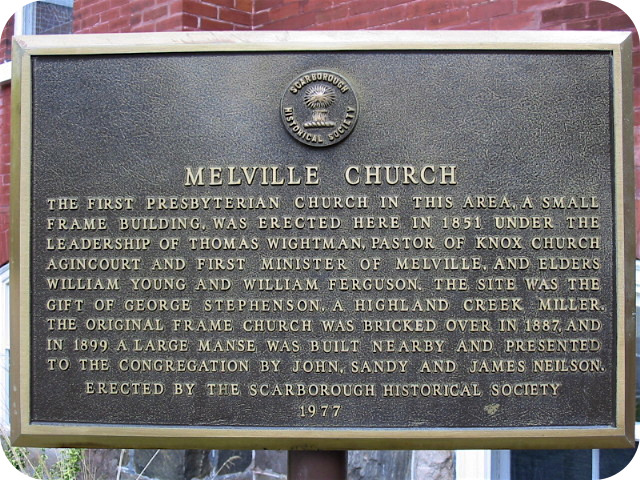 SCARBOROUGH
HISTORICAL SOCIETY
MELVILLE CHURCH
THE FIRST PRESBYTERIAN CHURCH IN THIS AREA, A SMALL
FRAME BUILDING, WAS ERECTED HERE IN 1851 UNDER THE
LEADERSHIP OF THOMAS WIGHTMAN, PASTOR OF KNOX CHURCH
AGINCOURT AND FIRST MINISTER OF MELVILLE, AND ELDERS
WILLIAM YOUNG AND WILLIAM FERGUSON. THE SITE WAS THE
GIFT OF GEORGE STEPHENSON, A HIGHLAND CREEK MILLER.
THE ORIGINAL FRAME CHURCH WAS BRICKED OVER IN 1887, AND
IN 1899 A LARGE MANSE WAS BUILT NEARBY AND PRESENTED
TO THE CONGREGATION BY JOHN, SANDY AND JAMES NEILSON.
ERECTED BY THE SCARBOROUGH HISTORICAL SOCIETY
1977